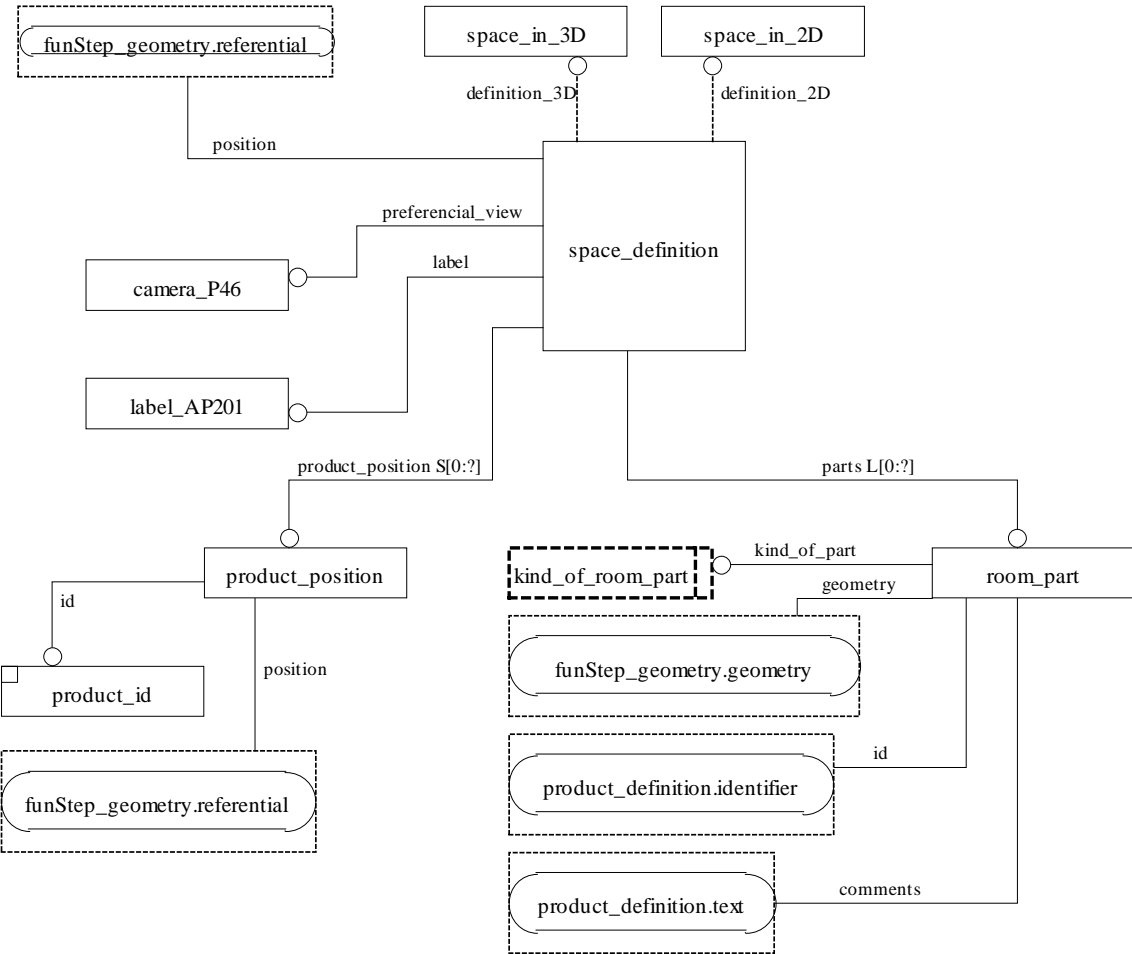 funStep_geometry.referential
space_in_3D
space_in_2D
definition_3D
definition_2D
position
preferencial_view
space_definition
label
camera_P46
label_AP201
product_position S[0:?]
parts L[0:?]
kind_of_part
product_position
kind_of_room_part
room_part
geometry
id
position
funStep_geometry.geometry
product_id
id
product_definition.identifier
funStep_geometry.referential
comments
product_definition.text